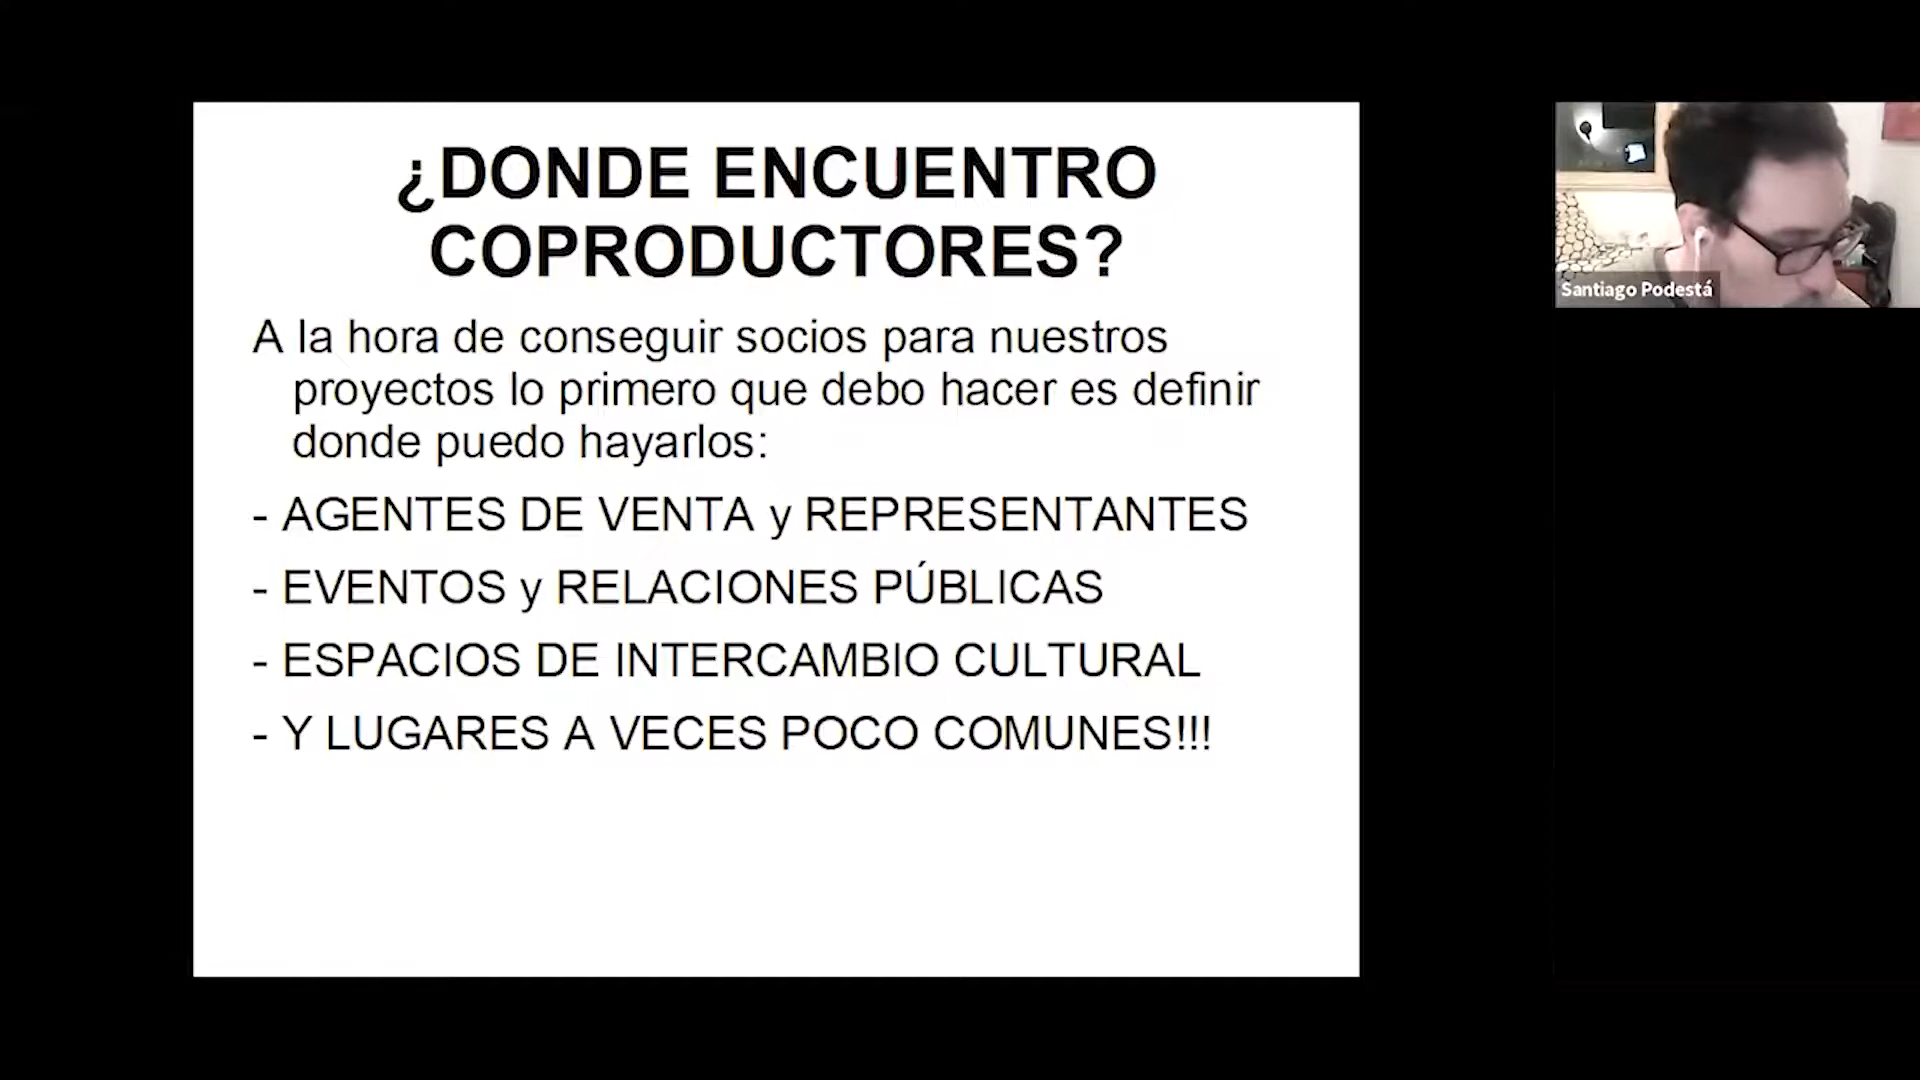 ¿DONDE ENCUENTRO
COPRODUCTORES?
A la hora de conseguir socios para nuestros
proyectos lo primero que debo hacer es definir
donde puedo hayarlos:
- AGENTES DE VENTA y REPRESENTANTES
- EVENTOS y RELACIONES PÚBLICAS
- ESPACIOS DE INTERCAMBIO CULTURAL
- Y LUGARES A VECES POCO COMUNES!!!
Santiago Podestá